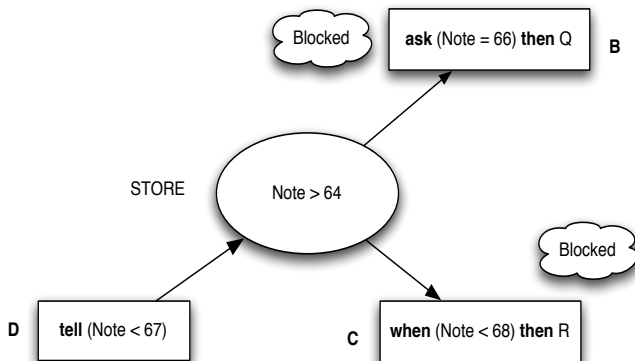 Blocked
ask (Note = 66) then Q
B
STORE
Note > 64
Blocked
D
tell (Note < 67)
C
when (Note < 68) then R